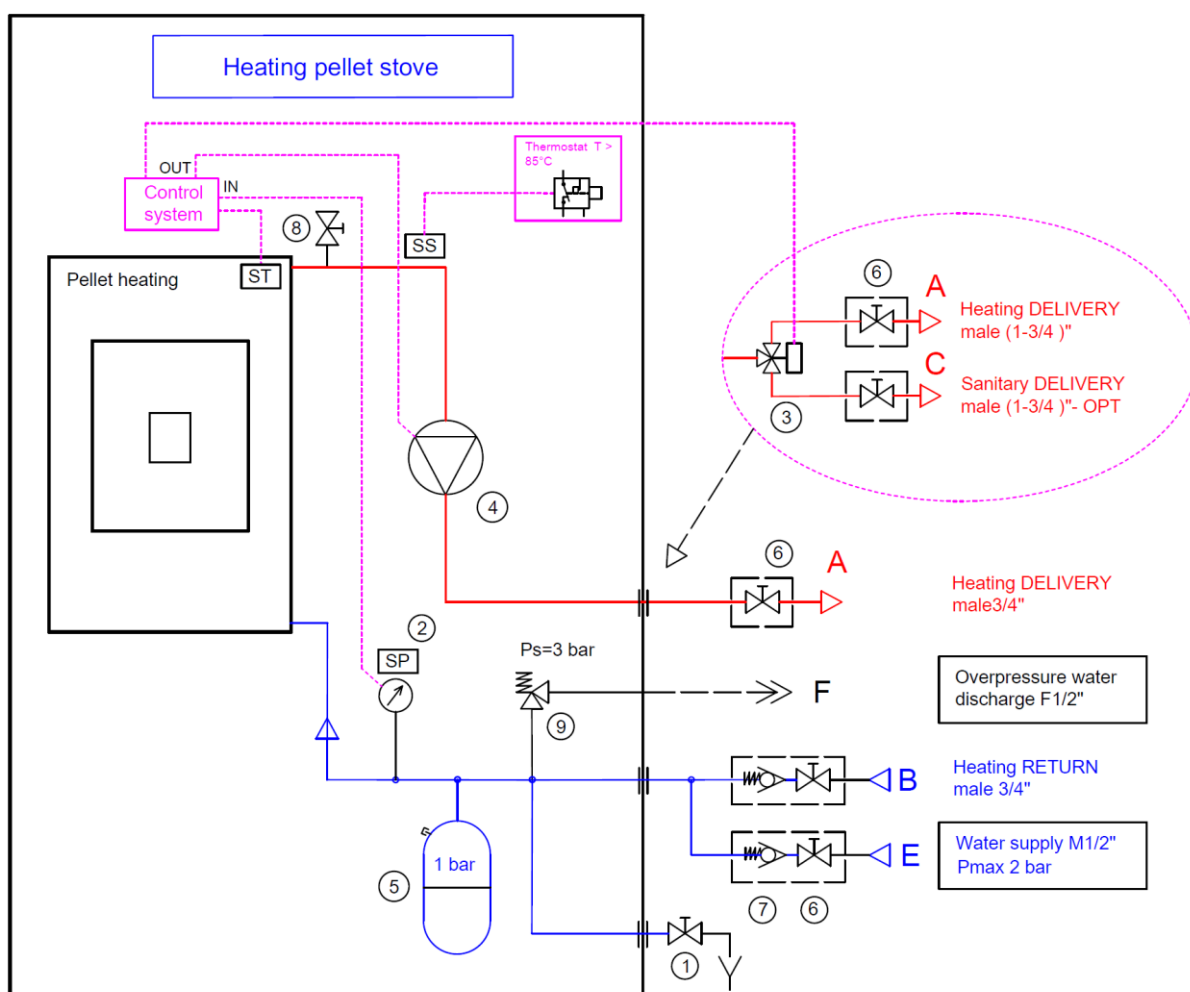 Heating pellet stove
Thermostat T >
85°C
OUT
IN
Control
system
8
SS
ST
Pellet heating
6
A
Heating DELIVERY
male (1-3/4 )"
C
Sanitary DELIVERY
male (1-3/4 )"- OPT
3
4
6
A
Heating DELIVERY
male3/4"
2
SP
Ps=3 bar
F
Overpressure water
discharge F1/2"
9
B
Heating RETURN
male 3/4"
1 bar
5
E
Water supply M1/2"
Pmax 2 bar
7
6
1